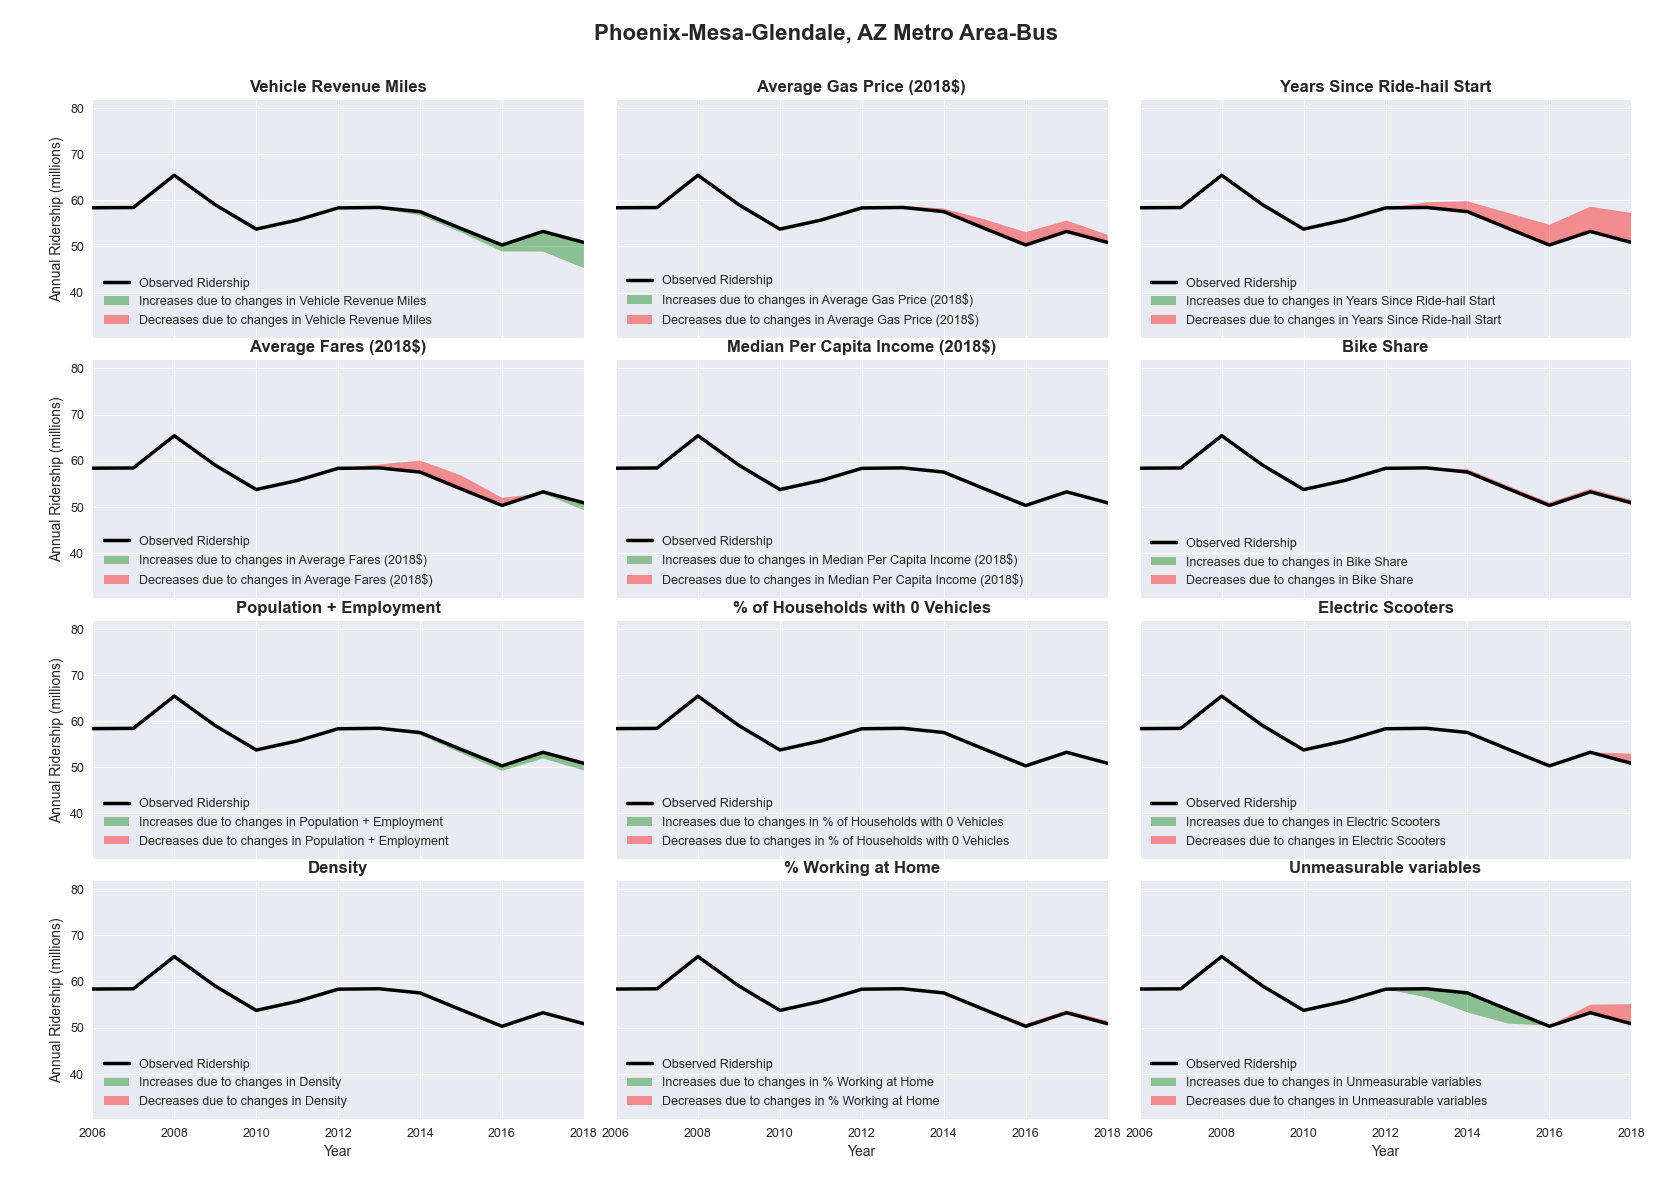 Phoenix-Mesa-Glendale, AZ Metro Area-Bus
Vehicle Revenue Miles
80
70
60
50
40
Annual Ridership (millions)
Observed Ridership
Increases due to changes in Vehicle Revenue Miles
Decreases due to changes in Vehicle Revenue Miles
Average Gas Price (2018$)
Observed Ridership
Increases due to changes in Average Gas Price (2018$)
Decreases due to changes in Average Gas Price (2018$)
Years Since Ride-hail Start
Observed Ridership
Increases due to changes in Years Since Ride-hail Start
Decreases due to changes in Years Since Ride-hail Start
Average Fares (2018$)
80
70
60
50
40
Annual Ridership (millions)
Observed Ridership
Increases due to changes in Average Fares (2018$)
Decreases due to changes in Average Fares (2018$)
Median Per Capita Income (2018$)
Observed Ridership
Increases due to changes in Median Per Capita Income (2018$)
Decreases due to changes in Median Per Capita Income (2018$)
Bike Share
Observed Ridership
Increases due to changes in Bike Share
Decreases due to changes in Bike Share
Population + Employment
80
70
60
50
40
Annual Ridership (millions)
Observed Ridership
Increases due to changes in Population + Employment
Decreases due to changes in Population + Employment
% of Households with 0 Vehicles
Observed Ridership
Increases due to changes in % of Households with 0 Vehicles
Decreases due to changes in % of Households with 0 Vehicles
Electric Scooters
Observed Ridership
Increases due to changes in Electric Scooters
Decreases due to changes in Electric Scooters
Density
80
70
60
50
40
Annual Ridership (millions)
Observed Ridership
Increases due to changes in Density
Decreases due to changes in Density
2006 2008 2010 2012 2014 2016 2018
Year
% Working at Home
Observed Ridership
Increases due to changes in % Working at Home
Decreases due to changes in % Working at Home
2006 2008 2010 2012 2014 2016 2018
Year
Unmeasurable variables
Observed Ridership
Increases due to changes in Unmeasurable variables
Decreases due to changes in Unmeasurable variables
2006 2008 2010 2012 2014 2016 2018
Year